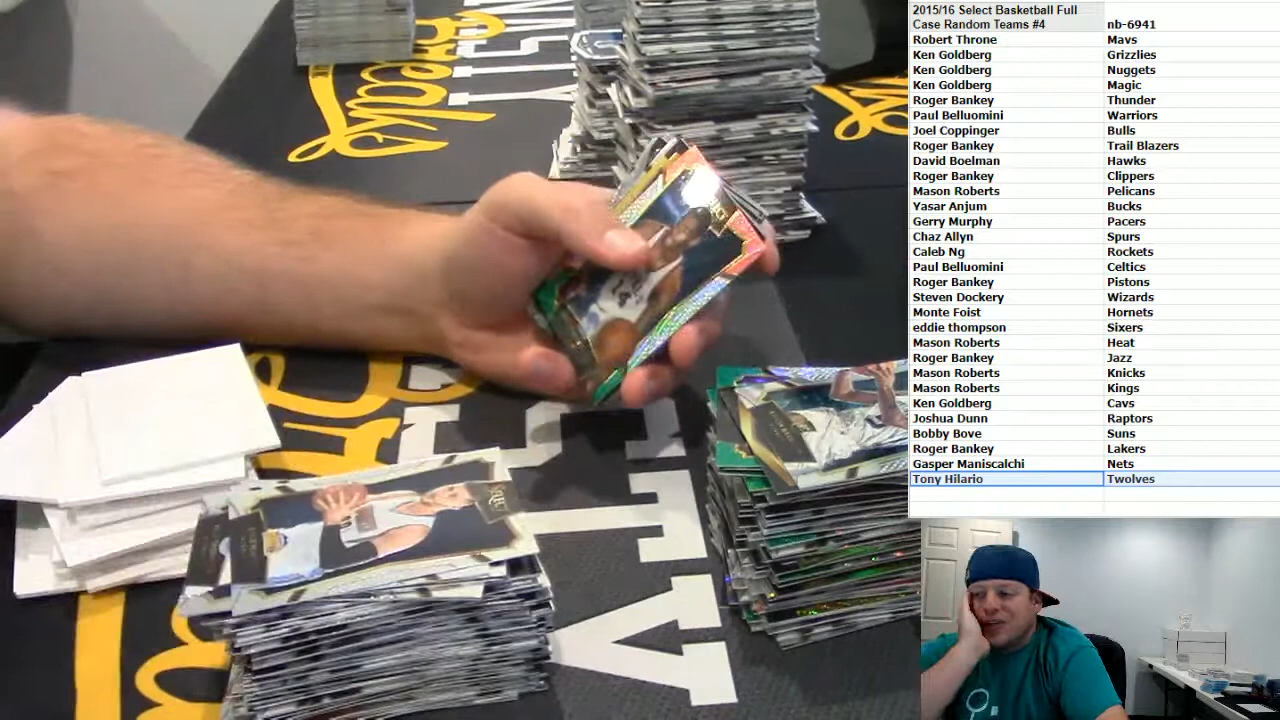 2015/16 Select Basketball Full
Case Random Teams #4 nb-6941
Robert Throne Mavs
Ken Goldberg Grizzlies
Ken Goldberg Nuggets
Ken Goldberg Magic
Roger Bankey Thunder
Paul Belluomini Warriors
Joel Coppinger Bulls
Roger Bankey Trail Blazers
David Boelman Hawks
Roger Bankey Clippers
Mason Roberts Pelicans
Yasar Anjum Bucks
Gerry Murphy Pacers
Chaz Allyn Spurs
Caleb Ng Rockets
Paul Belluomini Celtics
Roger Bankey Pistons
Steven Dockery Wizards
Monte Foist Hornets
eddie thompson Sixers
Mason Roberts Heat
Roger Bankey Jazz
Mason Roberts Knicks
Mason Roberts Kings
Ken Goldberg Cavs
Joshua Dunn Raptors
Bobby Bove Suns
Roger Bankey Lakers
Gasper Maniscalchi Nets
Tony Hilario Twolves